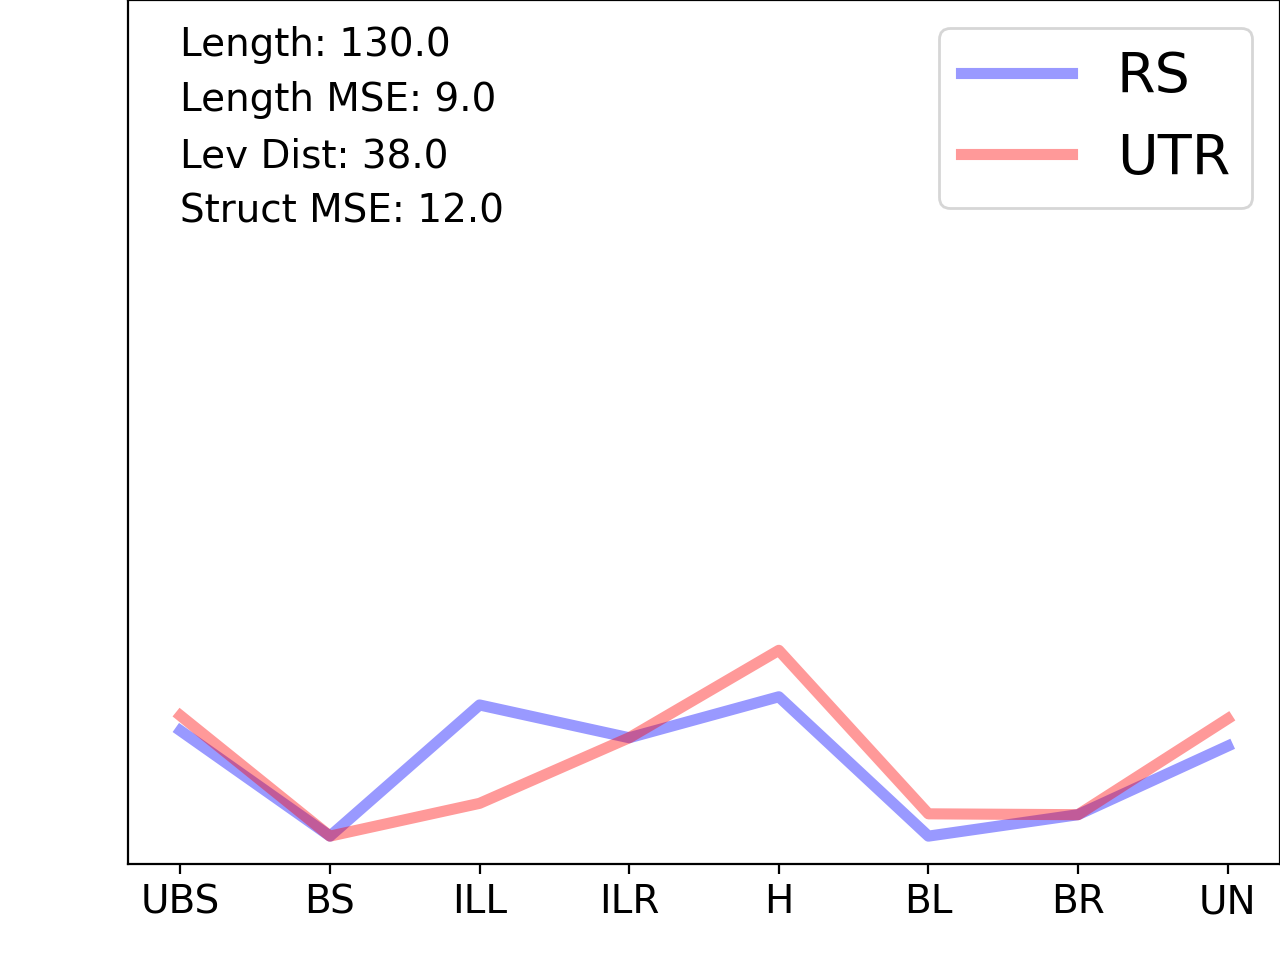 Length: 130.0
Length MSE: 9.0
Lev Dist: 38.0
Struct MSE: 12.0
RS
UTR
UBS BS ILL ILR H BL BR UN